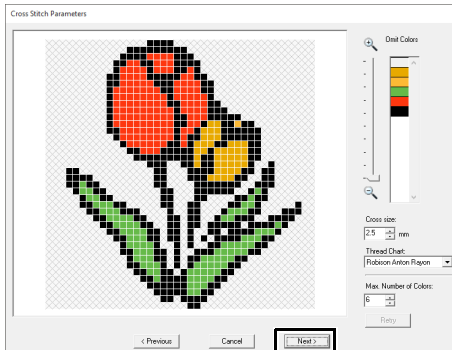 Cross Stitch Parameters
Omit Colors
Cross size:
2.5 mm
Thread Chart:
Robison Anton Rayon
Max. Number of Colors:
6
Retry
< Previous
Cancel
Next >